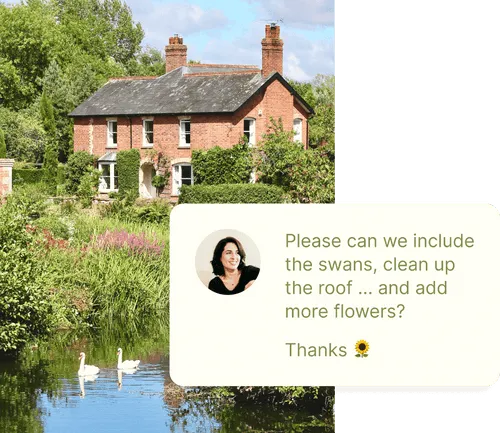 Please can we include
the swans, clean up
the roof ... and add
more flowers?
Thanks 🌻